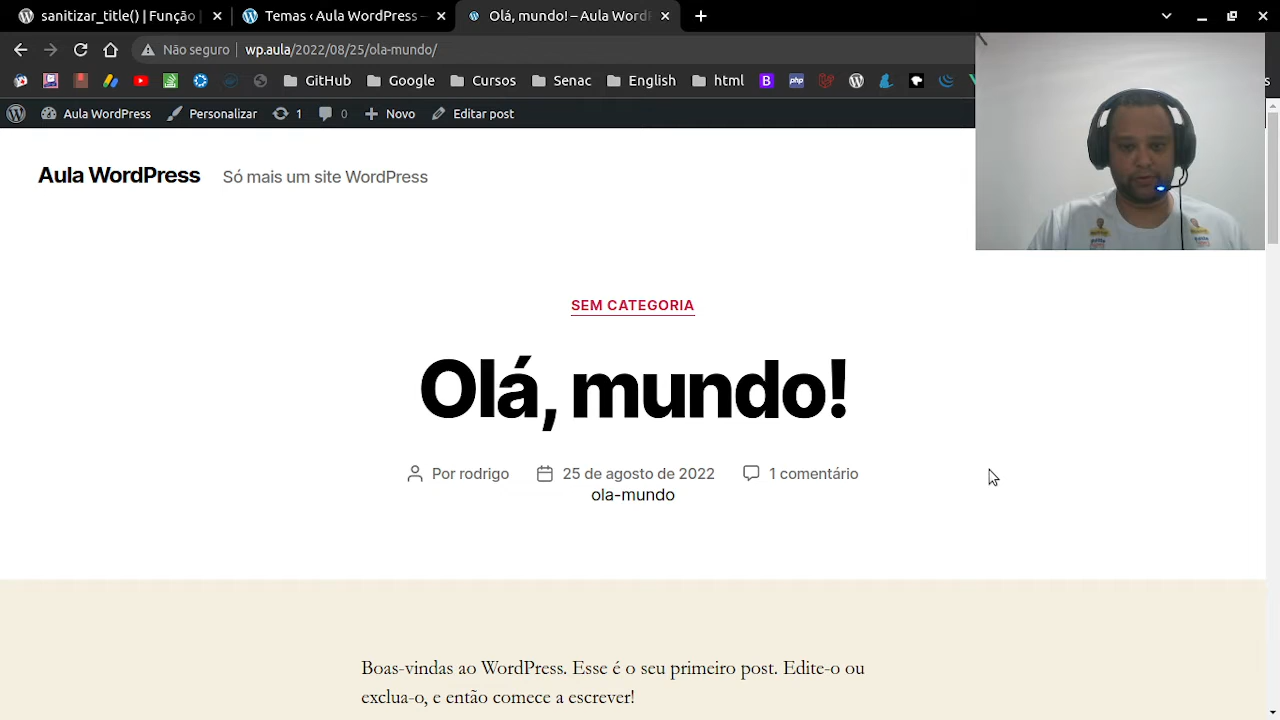 sanitizar_title() | Função
Temas ‹ Aula WordPress –
Olá, mundo! – Aula WordP
Não seguro
wp.aula/2022/08/25/ola-mundo/
GitHub
Google
Cursos
Senac
English
html
B
php
Aula WordPress
Personalizar
1
0
Novo
Editar post
Aula WordPress
Só mais um site WordPress
SEM CATEGORIA
Olá, mundo!
Por rodrigo
25 de agosto de 2022
1 comentário
ola-mundo
Boas-vindas ao WordPress. Esse é o seu primeiro post. Edite-o ou
exclua-o, e então comece a escrever!